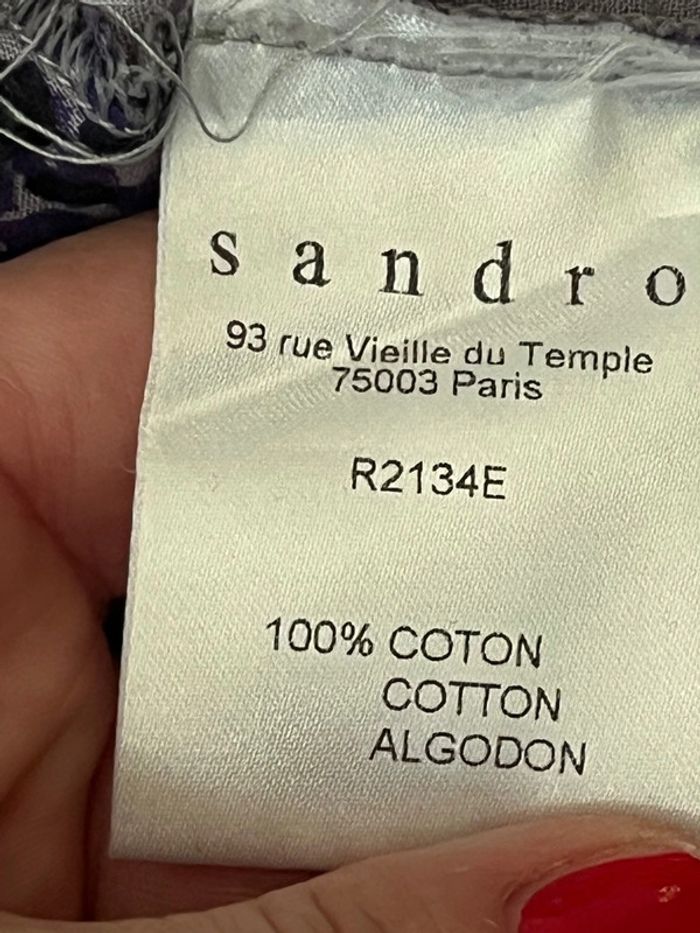 sandro
93 rue Vieille du Temple
75003 Paris
R2134E
100% COTON
COTTON
ALGODON